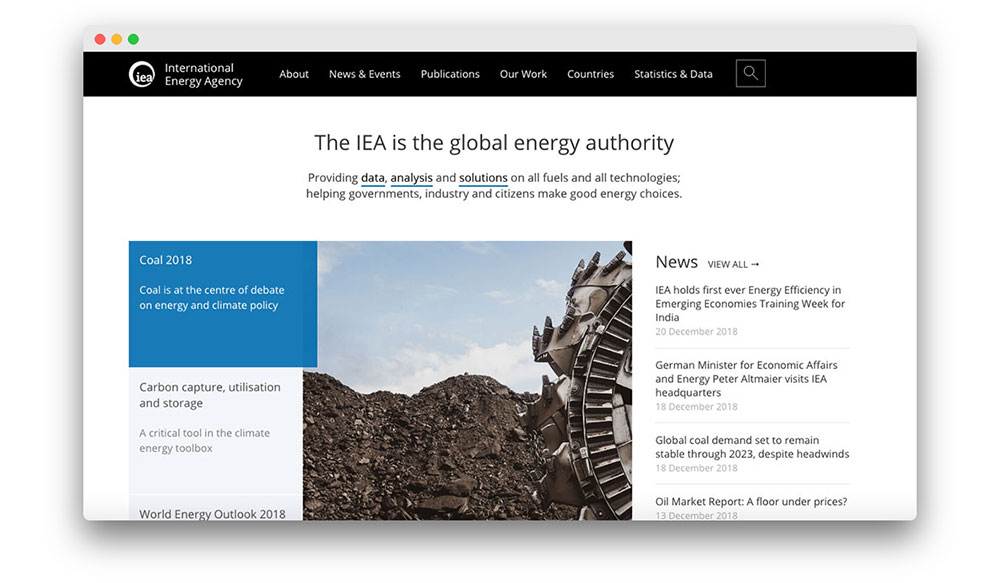 iea
International
Energy Agency
About
News & Events
Publications
Our Work
Countries
Statistics & Data
The IEA is the global energy authority
Providing data, analysis and solutions on all fuels and all technologies;
helping governments, industry and citizens make good energy choices.
Coal 2018
Coal is at the centre of debate
on energy and climate policy
Carbon capture, utilisation
and storage
A critical tool in the climate
energy toolbox
World Energy Outlook 2018
News VIEW ALL →
IEA holds first ever Energy Efficiency in
Emerging Economies Training Week for
India
20 December 2018
German Minister for Economic Affairs
and Energy Peter Altmaier visits IEA
headquarters
18 December 2018
Global coal demand set to remain
stable through 2023, despite headwinds
18 December 2018
Oil Market Report: A floor under prices?
13 December 2018